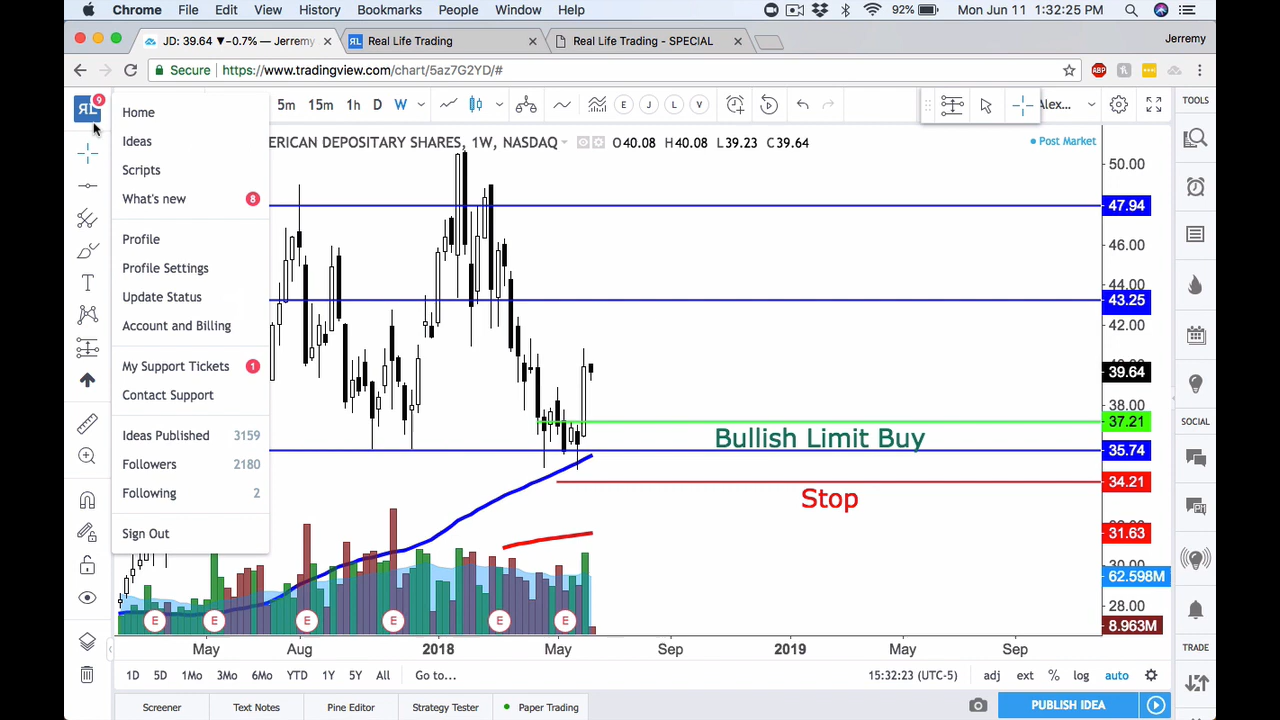 Chrome File Edit View History Bookmarks People Window Help 92% Mon Jun 11 1:32:25 PM
JD: 39.64 ▼−0.7% — Jerremy × Real Life Trading × Real Life Trading - SPECIAL × Jerremy
Secure https://www.tradingview.com/chart/5az7G2YD/# ABP
RL 9 5m 15m 1h D W E J L V Alex... TOOLS
Home
Ideas
Scripts
What's new 8
Profile
Profile Settings
Update Status
Account and Billing
My Support Tickets 1
Contact Support
Ideas Published 3159
Followers 2180
Following 2
Sign Out
ERICAN DEPOSITARY SHARES, 1W, NASDAQ O40.08 H40.08 L39.23 C39.64
Post Market
50.00
47.94
46.00
44.00
43.25
42.00
39.64
38.00
37.21
Bullish Limit Buy
35.74
34.21
Stop
31.63
30.00
62.598M
28.00
8.963M
E E E E E E
May Aug 2018 May Sep 2019 May Sep
1D 5D 1Mo 3Mo 6Mo YTD 1Y 5Y All Go to... 15:32:23 (UTC-5) adj ext % log auto
Screener Text Notes Pine Editor Strategy Tester Paper Trading PUBLISH IDEA
SOCIAL
TRADE